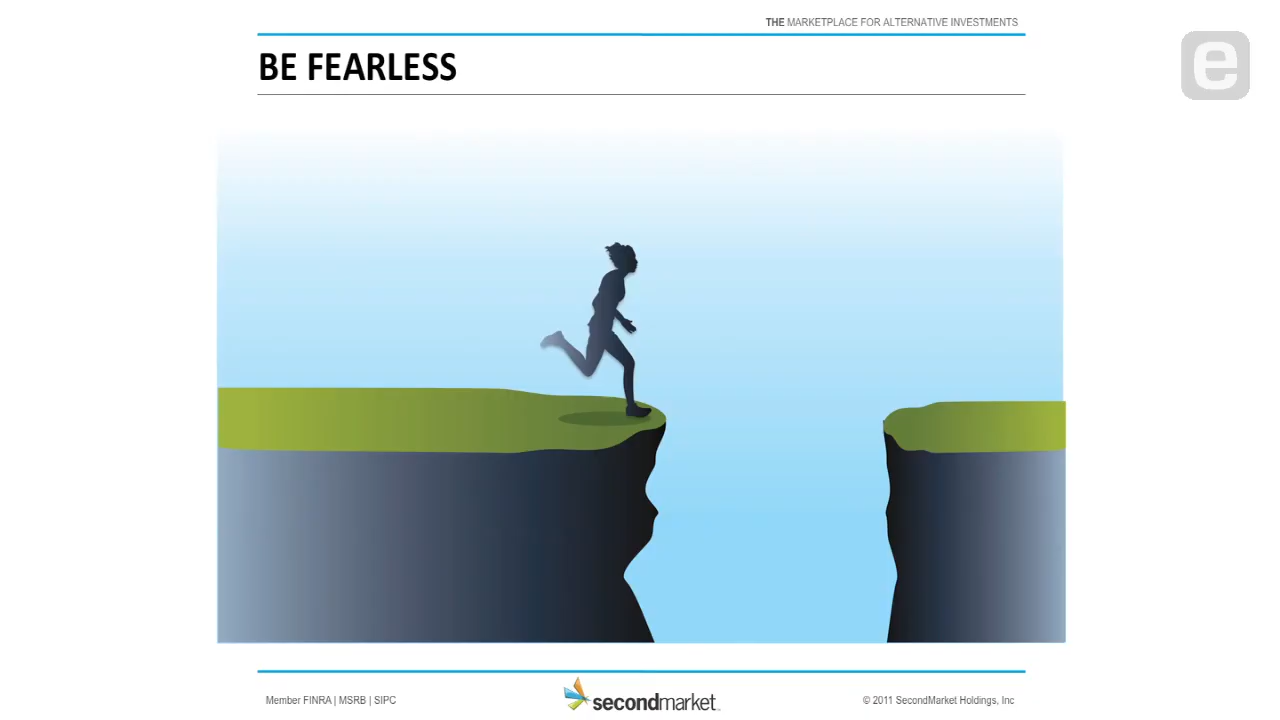 THE MARKETPLACE FOR ALTERNATIVE INVESTMENTS
e
BE FEARLESS
Member FINRA | MSRB | SIPC
secondmarket
© 2011 SecondMarket Holdings, Inc